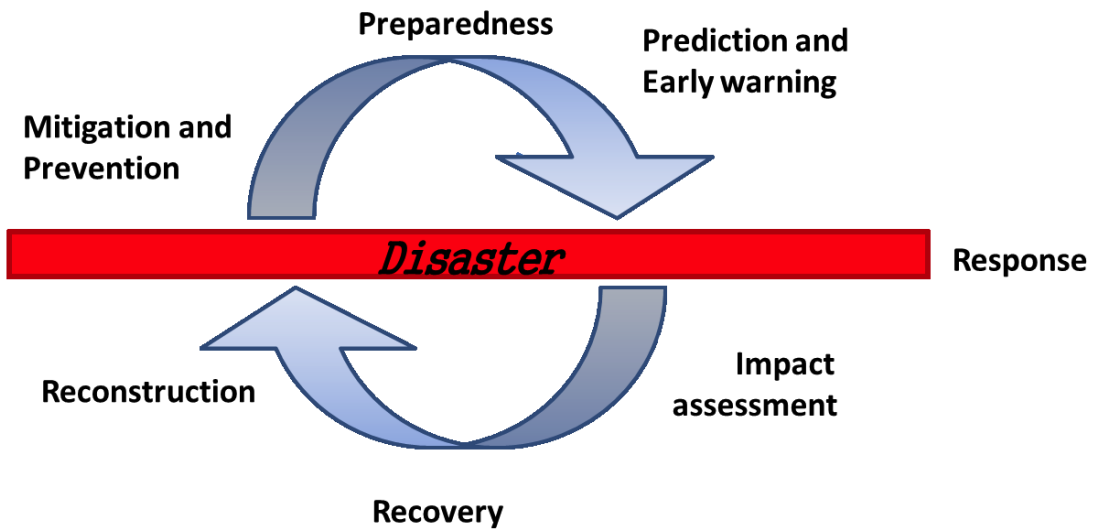 Preparedness
Prediction and
Early warning
Mitigation and
Prevention
Disaster
Response
Impact
assessment
Reconstruction
Recovery